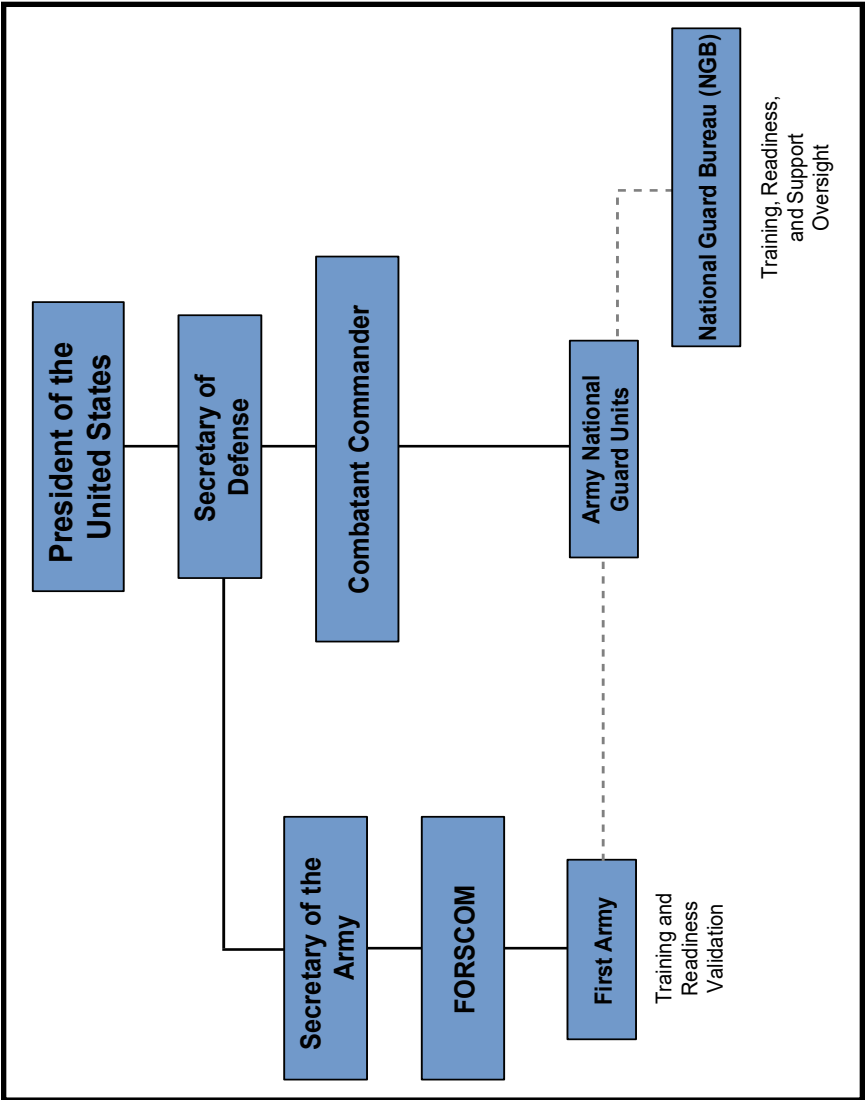 President of the
United States
Secretary of
Defense
Combatant Commander
Secretary of the
Army
FORSCOM
First Army
Training and
Readiness
Validation
Army National
Guard Units
National Guard Bureau (NGB)
Training, Readiness,
and Support
Oversight